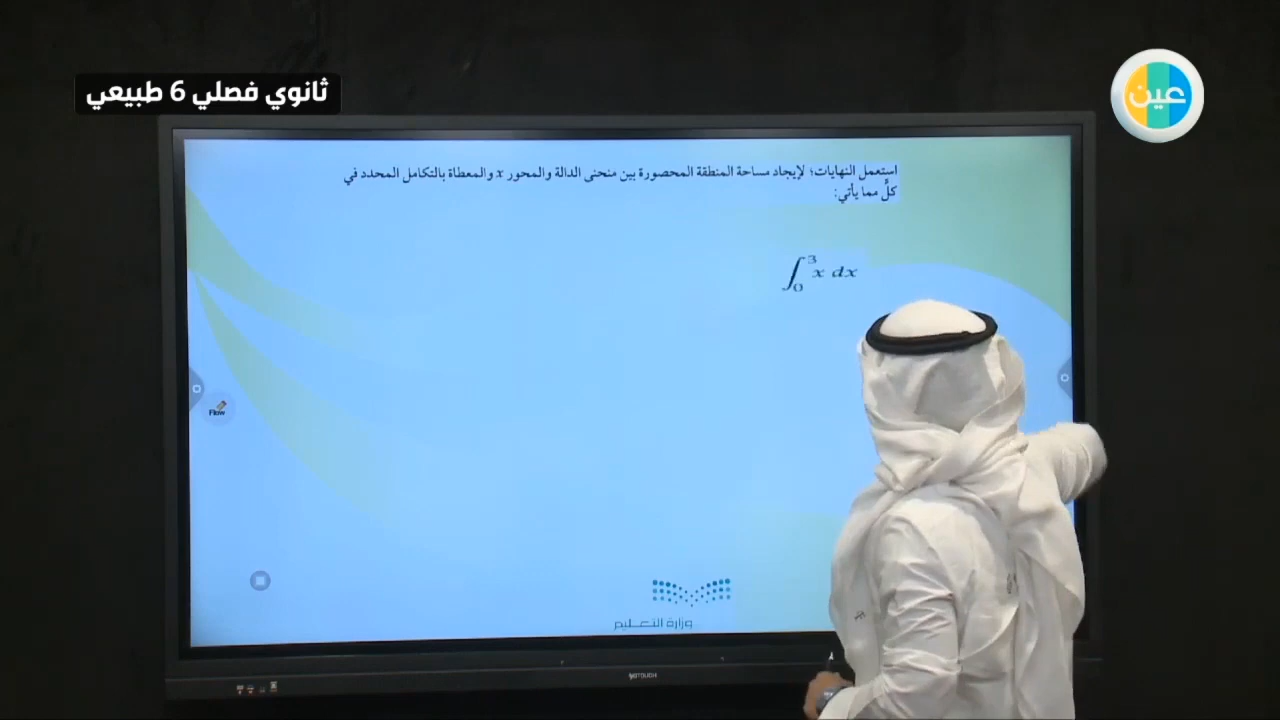 ثانوي فصلي 6 طبيعي
عين
استعمل النهايات؛ لإيجاد مساحة المنطقة المحصورة بين منحنى الدالة والمحور x والمعطاة بالتكامل المحدد في
كلٍّ مما يأتي:
∫₀³ x dx
Flow
وزارة التعليم